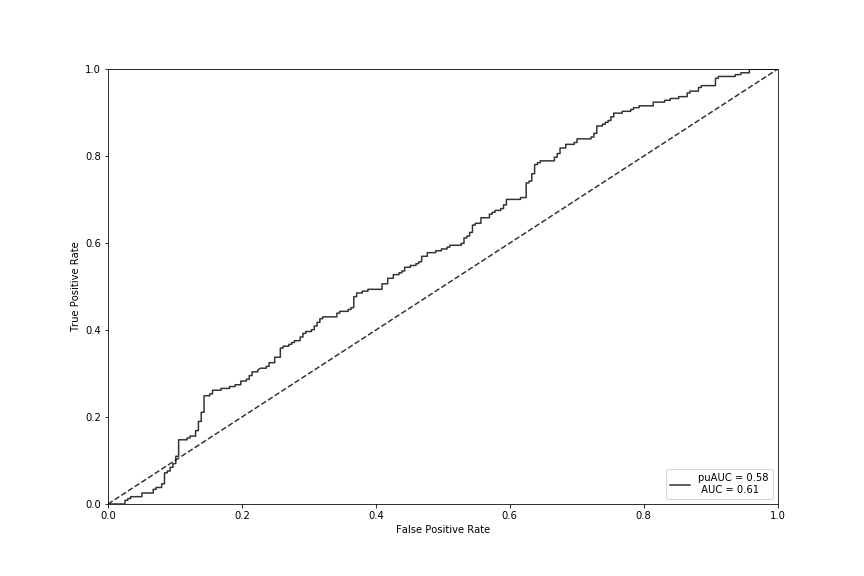 1.0
0.8
0.6
0.4
0.2
0.0
True Positive Rate
puAUC = 0.58
AUC = 0.61
0.0 0.2 0.4 0.6 0.8 1.0
False Positive Rate